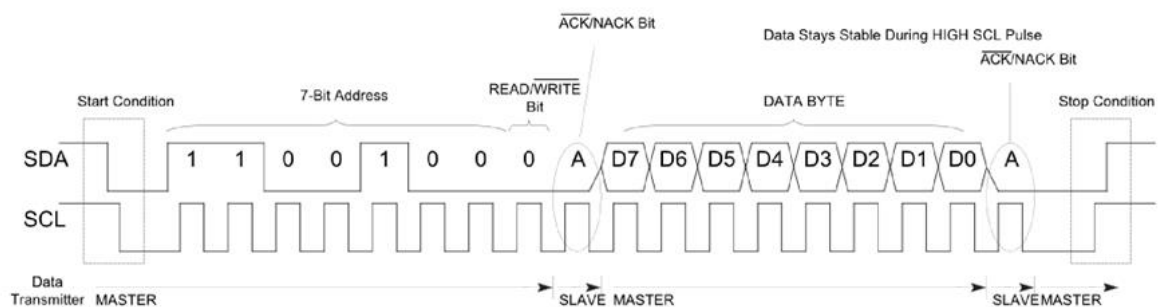 ACK/NACK Bit
Data Stays Stable During HIGH SCL Pulse
ACK/NACK Bit
Start Condition
7-Bit Address
READ/WRITE
Bit
DATA BYTE
Stop Condition
SDA 1 1 0 0 1 0 0 0 A D7 D6 D5 D4 D3 D2 D1 D0 A
SCL
Data
Transmitter MASTER SLAVE MASTER SLAVE MASTER